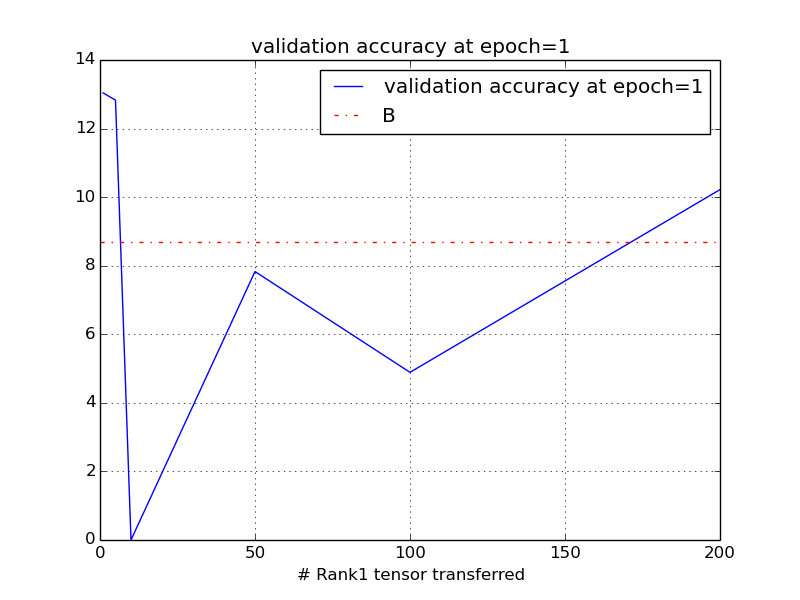 validation accuracy at epoch=1
14
validation accuracy at epoch=1
B
12
10
8
6
4
2
0
0 50 100 150 200
# Rank1 tensor transferred